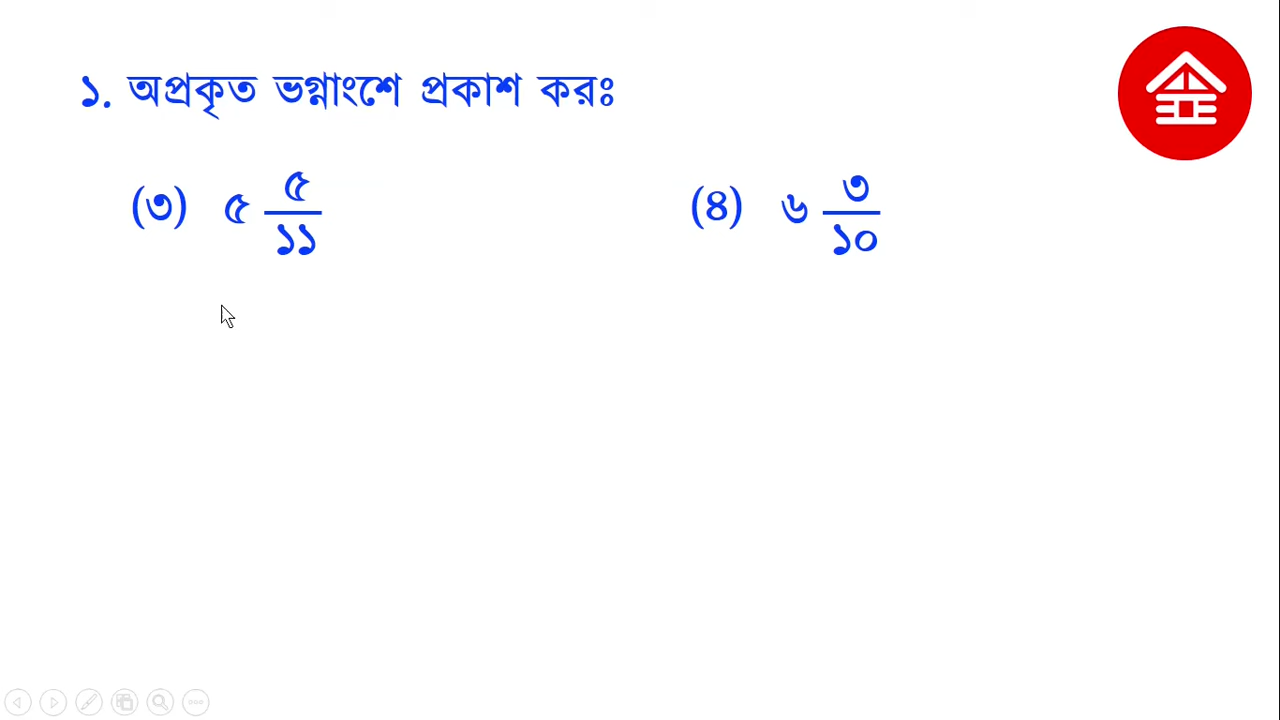 ১. অপ্রকৃত ভগ্নাংশে প্রকাশ করঃ
(৩) ৫ ৫/১১ (৪) ৬ ৩/১০